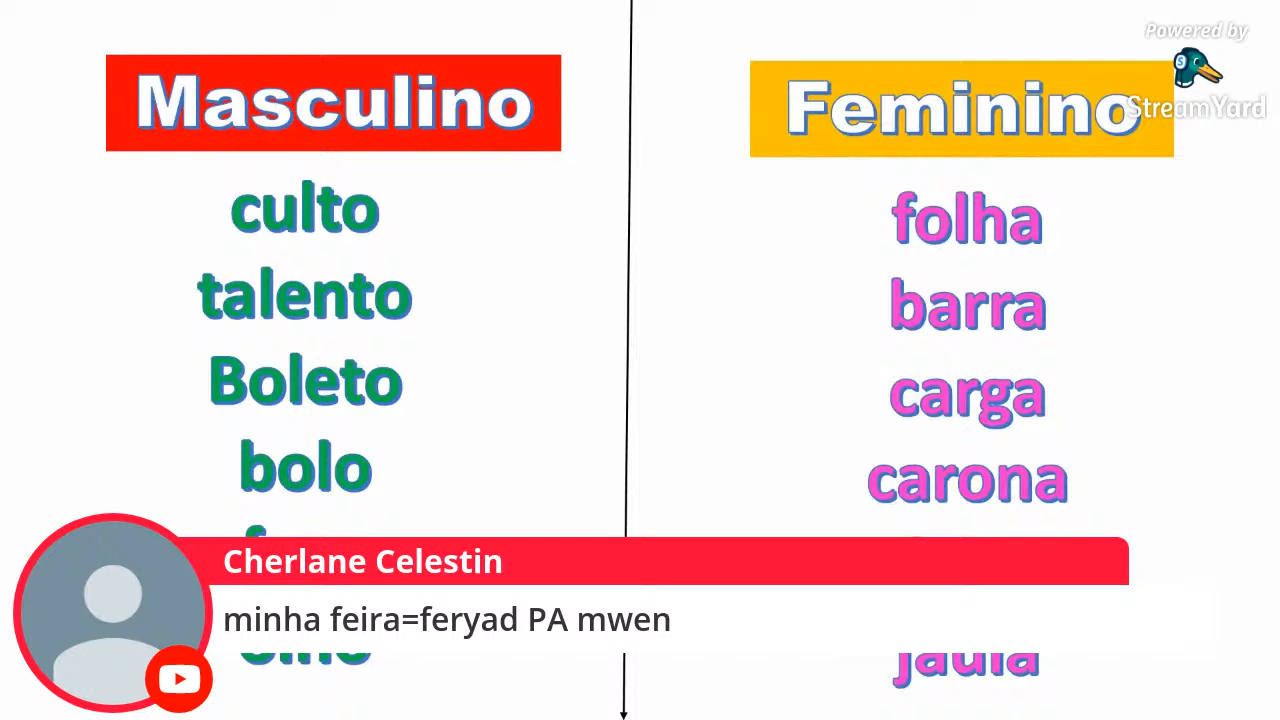 Powered by
StreamYard
Masculino
Feminino
culto
talento
Boleto
bolo
folha
barra
carga
carona
Cherlane Celestin
minha feira=feryad PA mwen
jaula